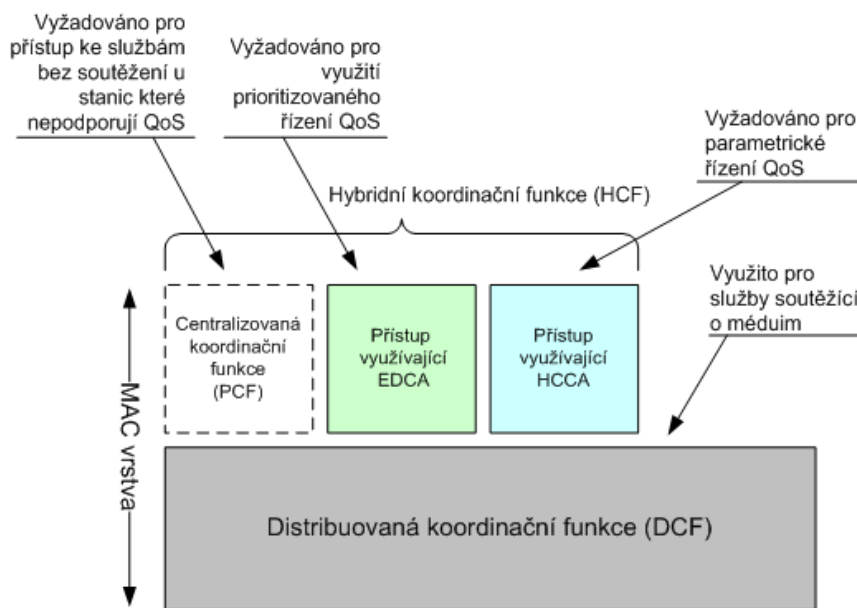 Vyžadováno pro
přístup ke službám
bez soutěžení u
stanic které
nepodporují QoS
Vyžadováno pro
využití
prioritizovaného
řízení QoS
Vyžadováno pro
parametrické
řízení QoS
Hybridní koordinační funkce (HCF)
Využito pro
služby soutěžící
o méduim
Centralizovaná
koordinační
funkce
(PCF)
Přístup
využívající
EDCA
Přístup
využívající
HCCA
MAC vrstva
Distribuovaná koordinační funkce (DCF)